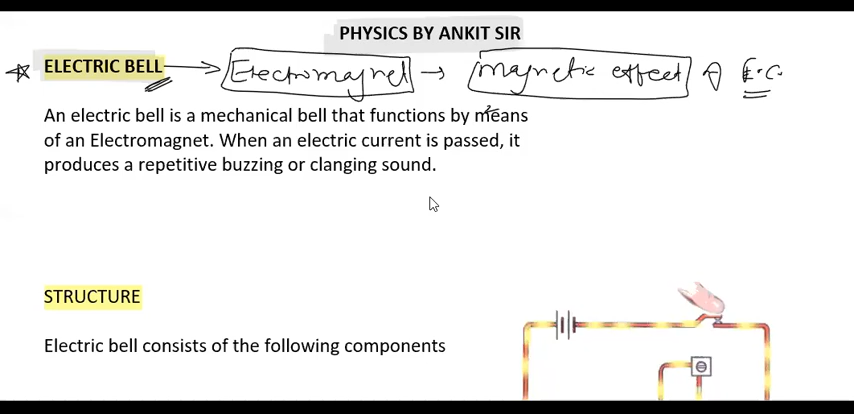 PHYSICS BY ANKIT SIR
ELECTRIC BELL → Electromagnet → magnetic effect of E.C.
An electric bell is a mechanical bell that functions by means
of an Electromagnet. When an electric current is passed, it
produces a repetitive buzzing or clanging sound.
STRUCTURE
Electric bell consists of the following components